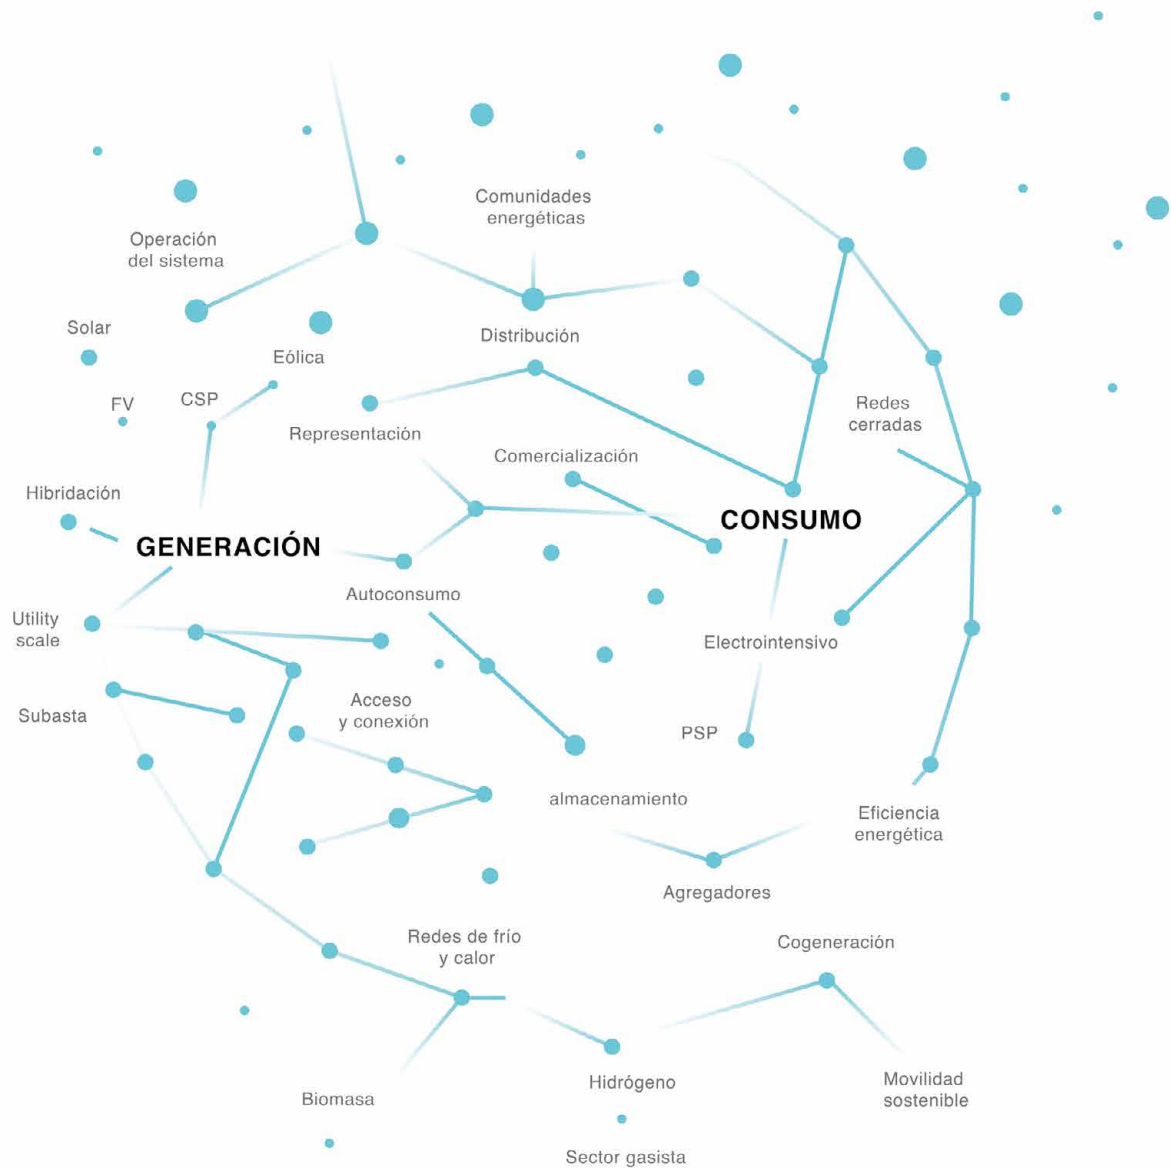 Comunidades
energéticas
Operación
del sistema
Solar
Distribución
Eólica
FV
CSP
Redes
cerradas
Representación
Comercialización
Hibridación
CONSUMO
GENERACIÓN
Autoconsumo
Utility
scale
Electrointensivo
Acceso
y conexión
Subasta
PSP
almacenamiento
Eficiencia
energética
Agregadores
Redes de frío
y calor
Cogeneración
Hidrógeno
Movilidad
sostenible
Biomasa
Sector gasista